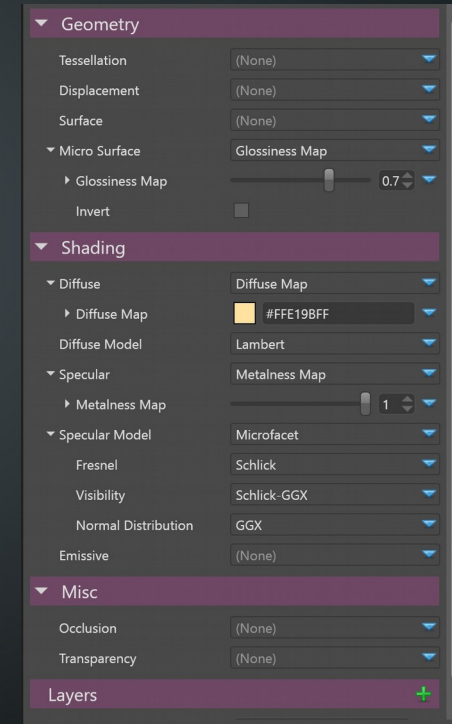 Geometry
Tessellation (None)
Displacement (None)
Surface (None)
Micro Surface Glossiness Map
Glossiness Map 0.7
Invert
Shading
Diffuse Diffuse Map
Diffuse Map #FFE19BFF
Diffuse Model Lambert
Specular Metalness Map
Metalness Map 1
Specular Model Microfacet
Fresnel Schlick
Visibility Schlick-GGX
Normal Distribution GGX
Emissive (None)
Misc
Occlusion (None)
Transparency (None)
Layers